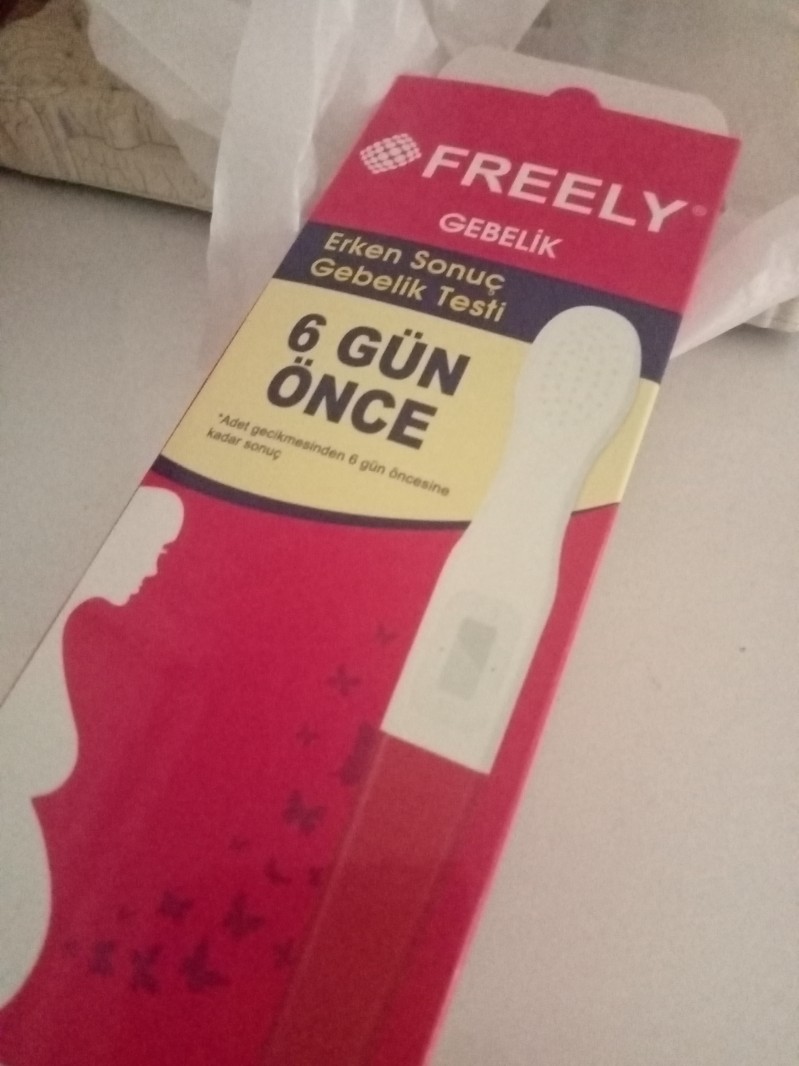 FREELY®
GEBELİK
Erken Sonuç
Gebelik Testi
6 GÜN
ÖNCE
*Adet gecikmesinden 6 gün öncesine
kadar sonuç